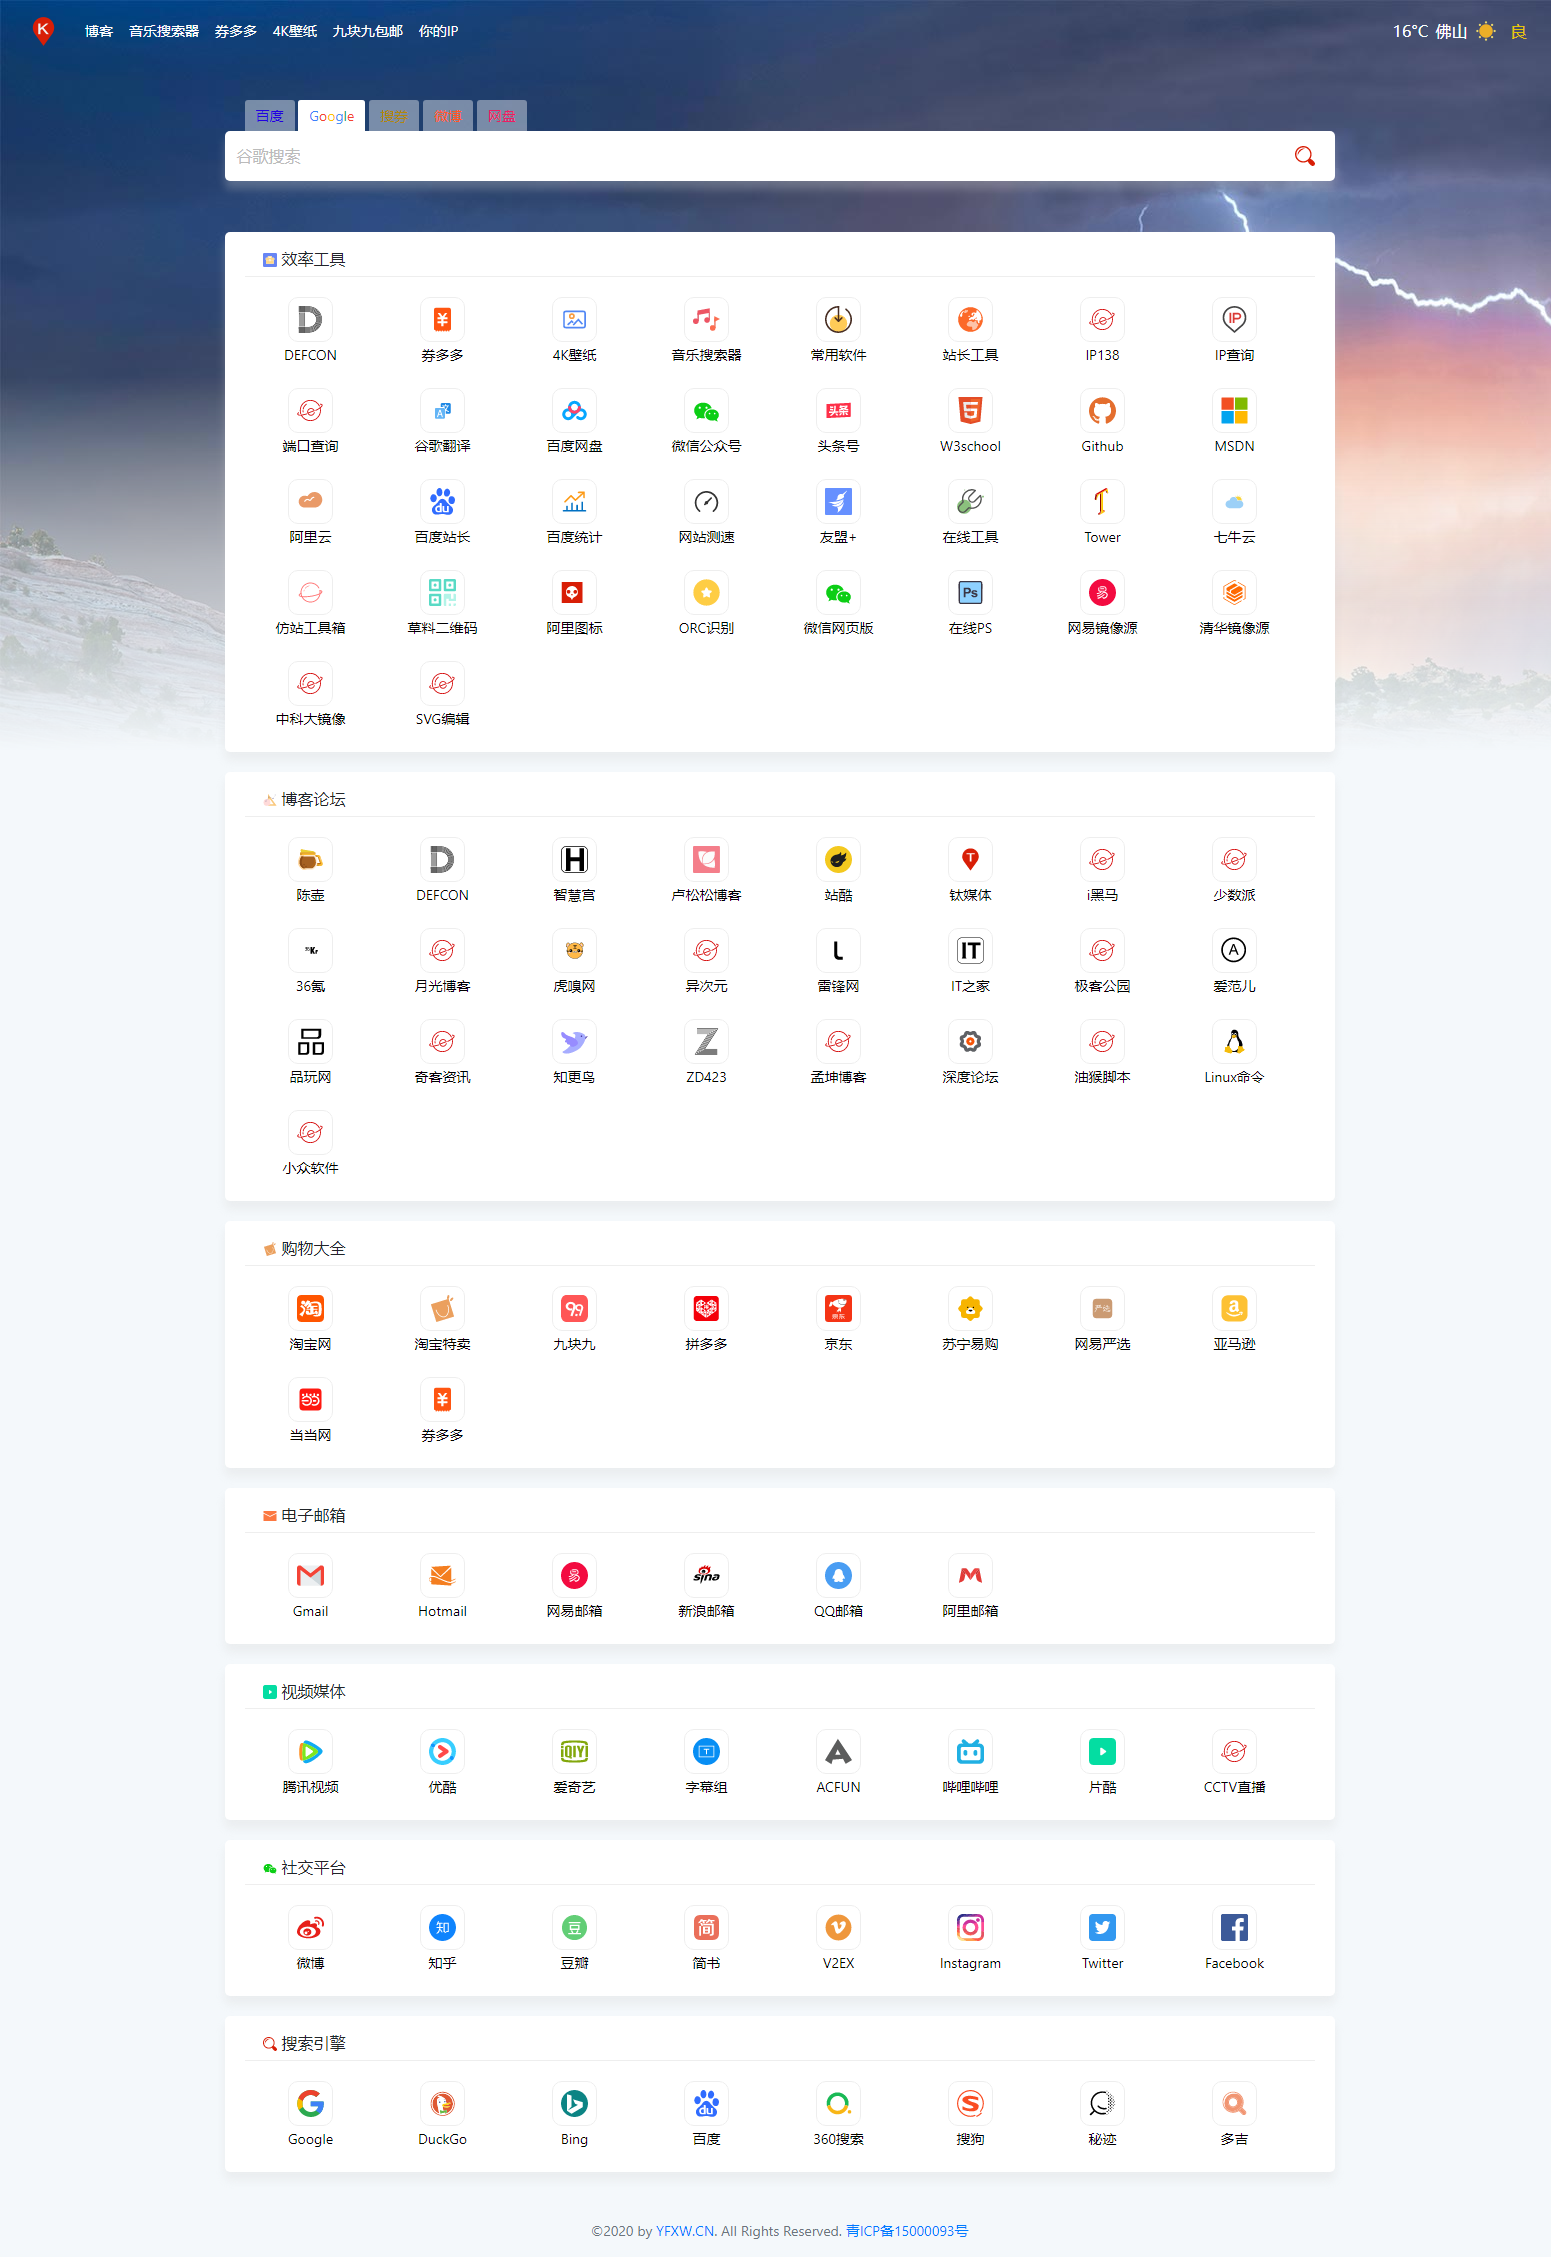 博客 音乐搜索器 券多多 4K壁纸 九块九包邮 你的IP 16°C 佛山 良
百度 Google 搜索 微博 网盘
谷歌搜索
效率工具
DEFCON 券多多 4K壁纸 音乐搜索器 常用软件 站长工具 IP138 IP查询
端口查询 谷歌翻译 百度网盘 微信公众号 头条号 W3school Github MSDN
阿里云 百度站长 百度统计 网站测速 友盟+ 在线工具 Tower 七牛云
仿站工具箱 草料二维码 阿里图标 ORC识别 微信网页版 在线PS 网易镜像源 清华镜像源
中科大镜像 SVG编辑
博客论坛
陈壶 DEFCON 智慧宫 卢松松博客 站酷 钛媒体 i黑马 少数派
36氪 月光博客 虎嗅网 异次元 雷锋网 IT之家 极客公园 爱范儿
品玩网 奇客资讯 知更鸟 ZD423 孟坤博客 深度论坛 油猴脚本 Linux命令
小众软件
购物大全
淘宝网 淘宝特卖 九块九 拼多多 京东 苏宁易购 网易严选 亚马逊
当当网 券多多
电子邮箱
Gmail Hotmail 网易邮箱 新浪邮箱 QQ邮箱 阿里邮箱
视频媒体
腾讯视频 优酷 爱奇艺 字幕组 ACFUN 哔哩哔哩 片酷 CCTV直播
社交平台
微博 知乎 豆瓣 简书 V2EX Instagram Twitter Facebook
搜索引擎
Google DuckGo Bing 百度 360搜索 搜狗 秘迹 多吉
©2020 by YFXW.CN. All Rights Reserved. 青ICP备15000093号